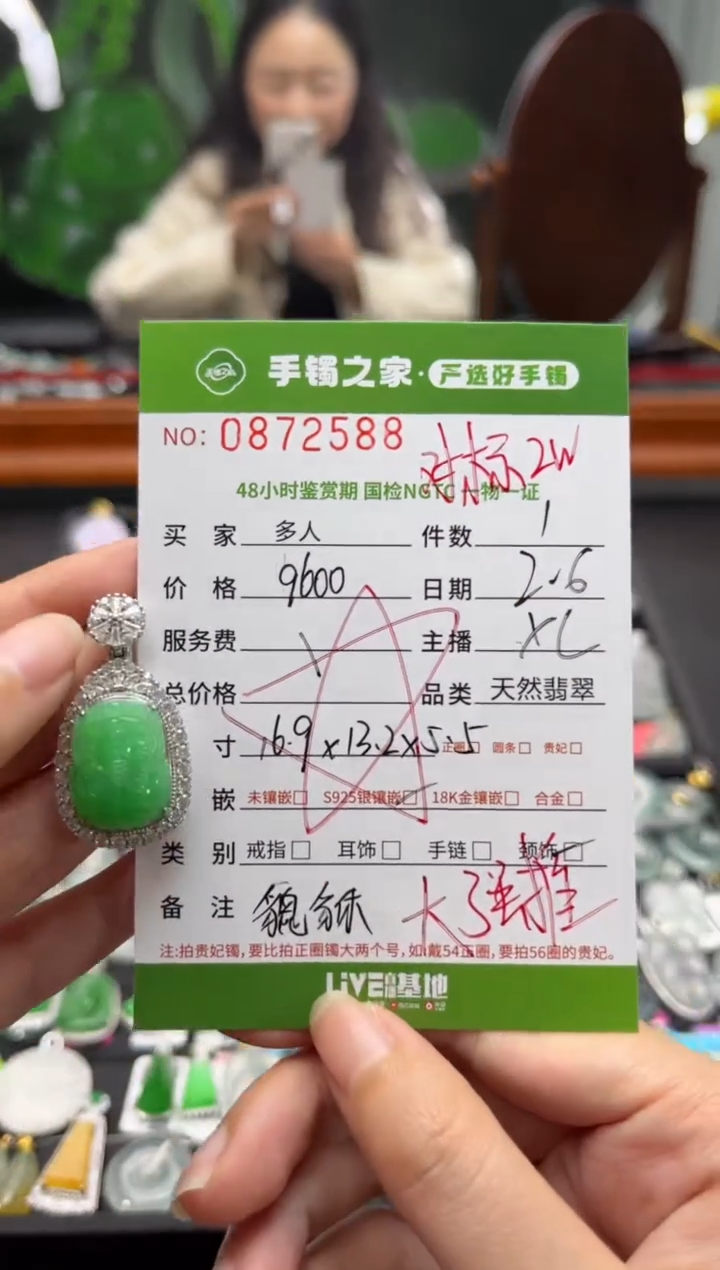 手镯之家·严选好手镯
NO: 0872588
对标2W
48小时鉴赏期 国检NGTC 一物一证
买 家 多人 件数 1
价 格 9600 日期 2.6
服务费 \ 主播 XL
总价格 品类 天然翡翠
寸 16.9×13.2×5.5 正圈□ 圆条□ 贵妃□
嵌 未镶嵌□ S925银镶嵌□ 18K金镶嵌□ 合金□
类 别 戒指□ 耳饰□ 手链□ 颈饰□
备 注 貔貅 大强推
注:拍贵妃镯,要比拍正圈镯大两个号,如:戴54正圈,要拍56圈的贵妃。
LIVE 基地